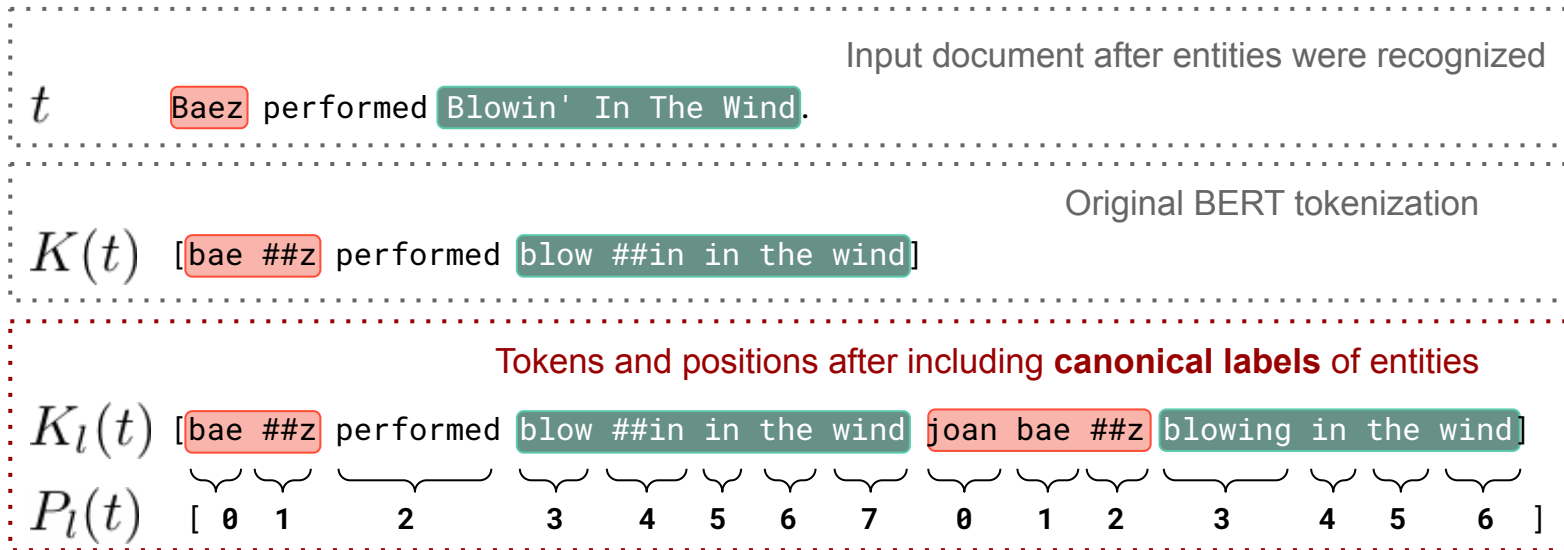 Input document after entities were recognized
t Baez performed Blowin' In The Wind.
Original BERT tokenization
K(t) [bae ##z performed blow ##in in the wind]
Tokens and positions after including canonical labels of entities
K_l(t) [bae ##z performed blow ##in in the wind joan bae ##z blowing in the wind]
P_l(t) [ 0 1 2 3 4 5 6 7 0 1 2 3 4 5 6 ]